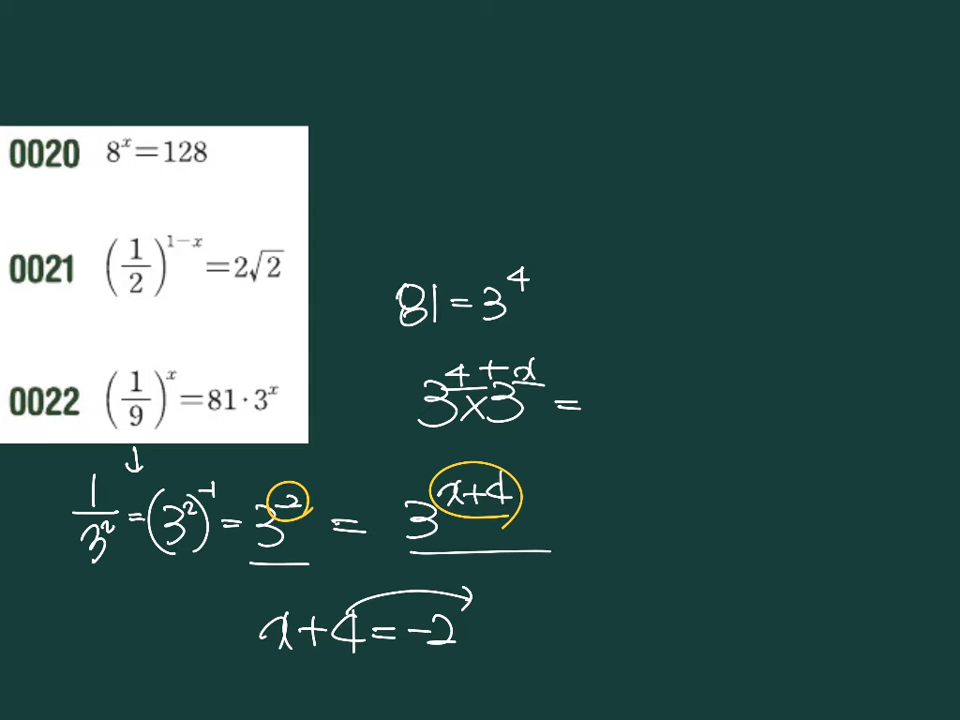 0020 8^x=128
0021 (1/2)^{1-x}=2√2
0022 (1/9)^x=81·3^x
81=3^4
3^4×3^x=
4+x
1/3^2=(3^2)^{-1}=3^{-2}=3^{x+4}
x+4=-2